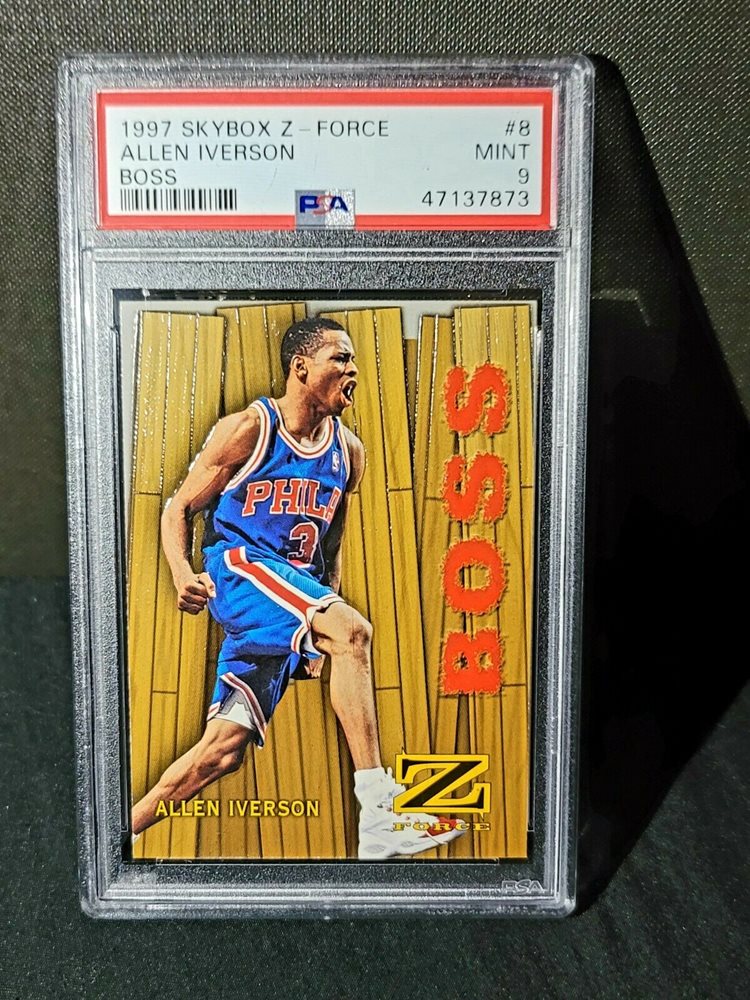 1997 SKYBOX Z-FORCE #8
ALLEN IVERSON MINT
BOSS 9
PSA 47137873
BOSS
PHILA
3
Z
FORCE
ALLEN IVERSON
PSA